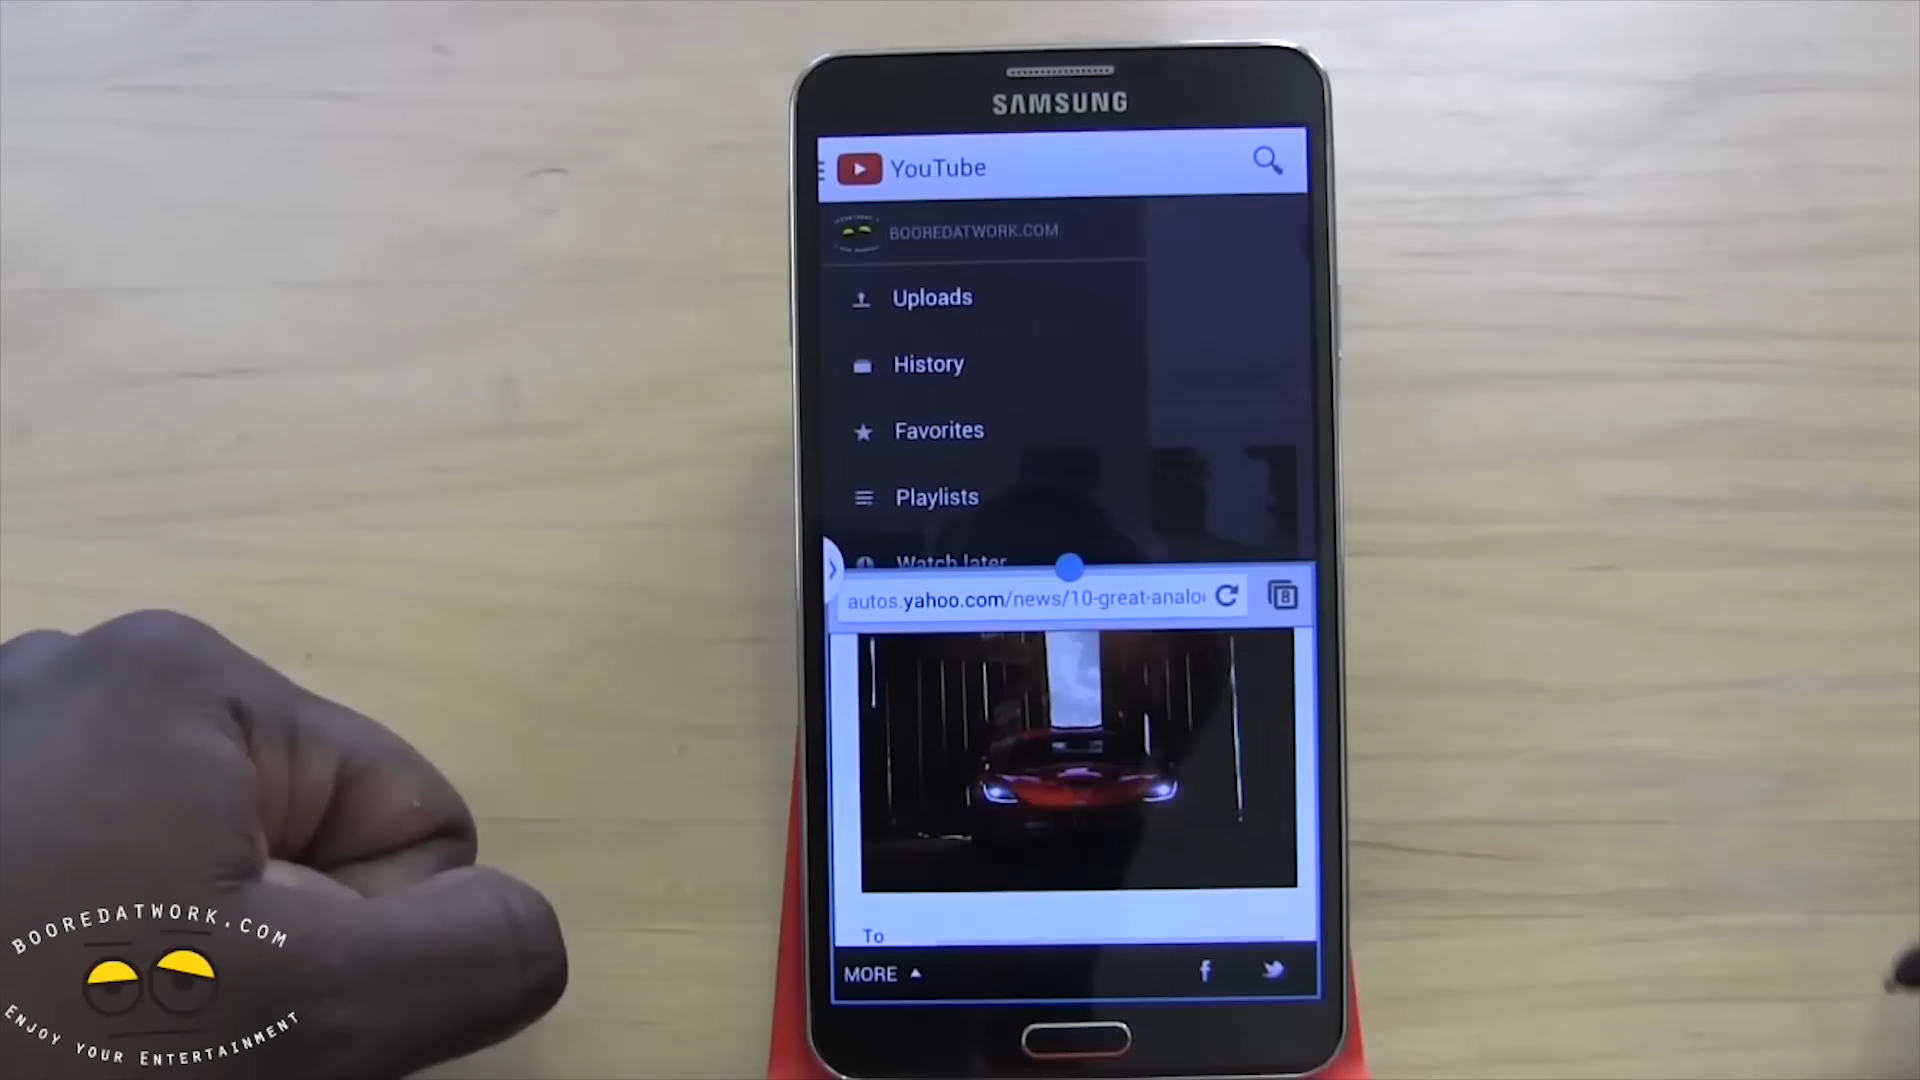 SAMSUNG
YouTube
BOOREDATWORK.COM
Uploads
History
Favorites
Playlists
Watch later
autos.yahoo.com/news/10-great-analo
8
To
MORE
BOOREDATWORK.COM
ENJOY YOUR ENTERTAINMENT